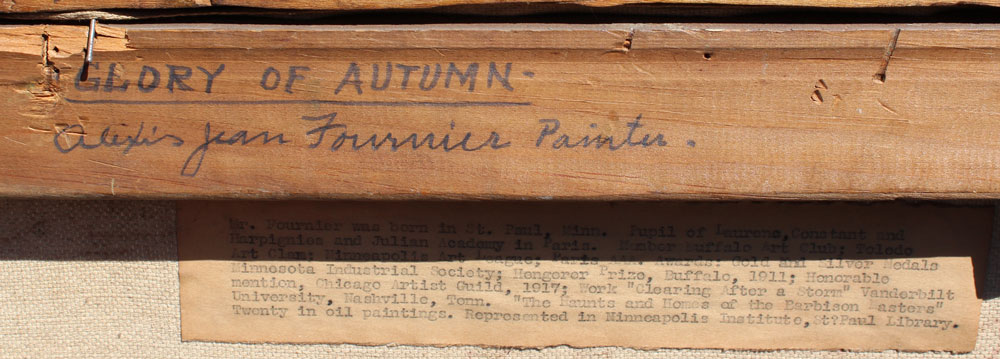 GLORY OF AUTUMN-
Alexis Jean Fournier Painter.
Mr. Fournier was born in St. Paul, Minn. Pupil of Laurens, Constant and
Harpignies and Julian Academy in Paris. Member Buffalo Art Club; Toledo
Art Clam; Minneapolis Art League; Paris AAA. Awards: Gold and Silver Medals
Minnesota Industrial Society; Hengerer Prize, Buffalo, 1911; Honorable
mention, Chicago Artist Guild, 1917; Work "Clearing After a Storm" Vanderbilt
University, Nashville, Tenn. "The Haunts and Homes of the Barbison Masters"
Twenty in oil paintings. Represented in Minneapolis Institute, St?Paul Library.